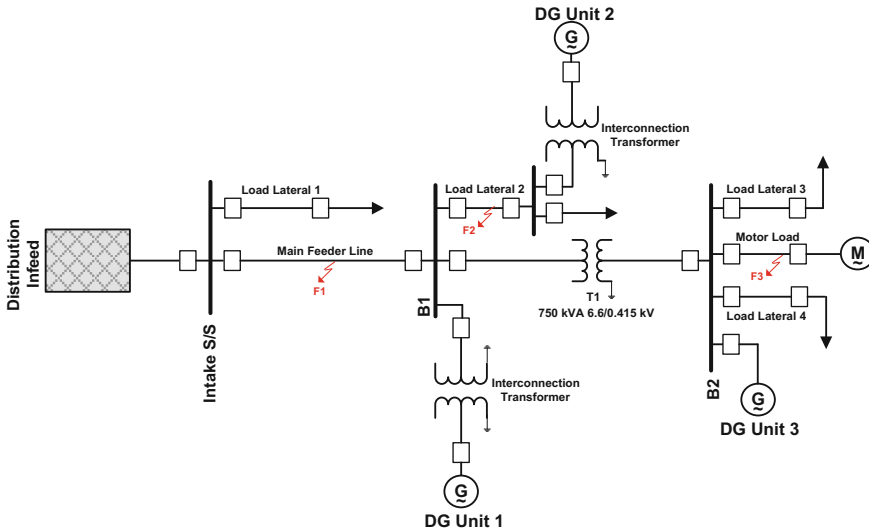 DG Unit 2
G
~
Interconnection
Transformer
Load Lateral 1
Load Lateral 2
F2
Load Lateral 3
Distribution
Infeed
Main Feeder Line
F1
Motor Load
F3
M
~
T1
750 kVA 6.6/0.415 kV
Load Lateral 4
Intake S/S
B1
B2
Interconnection
Transformer
G
~
DG Unit 3
G
~
DG Unit 1